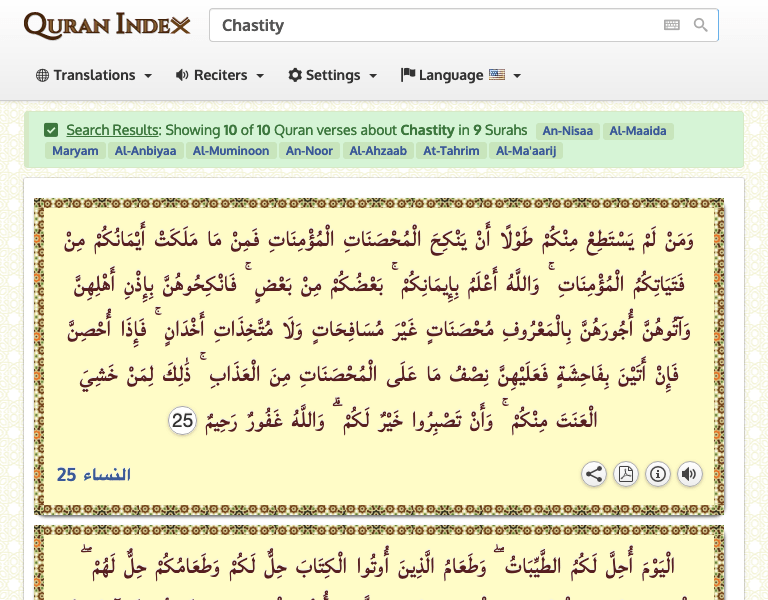 QURAN INDEX
Chastity
Translations Reciters Settings Language
Search Results: Showing 10 of 10 Quran verses about Chastity in 9 Surahs An-Nisaa Al-Maaida
Maryam Al-Anbiyaa Al-Muminoon An-Noor Al-Ahzaab At-Tahrim Al-Ma'aarij
وَمَنْ لَمْ يَسْتَطِعْ مِنْكُمْ طَوْلًا أَنْ يَنْكِحَ الْمُحْصَنَاتِ الْمُؤْمِنَاتِ فَمِنْ مَا مَلَكَتْ أَيْمَانُكُمْ مِنْ
فَتَيَاتِكُمُ الْمُؤْمِنَاتِ ۚ وَاللَّهُ أَعْلَمُ بِإِيمَانِكُمْ ۚ بَعْضُكُمْ مِنْ بَعْضٍ ۚ فَانْكِحُوهُنَّ بِإِذْنِ أَهْلِهِنَّ
وَآتُوهُنَّ أُجُورَهُنَّ بِالْمَعْرُوفِ مُحْصَنَاتٍ غَيْرَ مُسَافِحَاتٍ وَلَا مُتَّخِذَاتِ أَخْدَانٍ ۚ فَإِذَا أُحْصِنَّ
فَإِنْ أَتَيْنَ بِفَاحِشَةٍ فَعَلَيْهِنَّ نِصْفُ مَا عَلَى الْمُحْصَنَاتِ مِنَ الْعَذَابِ ۚ ذَٰلِكَ لِمَنْ خَشِيَ
الْعَنَتَ مِنْكُمْ ۚ وَأَنْ تَصْبِرُوا خَيْرٌ لَكُمْ ۗ وَاللَّهُ غَفُورٌ رَحِيمٌ 25
النساء 25
الْيَوْمَ أُحِلَّ لَكُمُ الطَّيِّبَاتُ ۖ وَطَعَامُ الَّذِينَ أُوتُوا الْكِتَابَ حِلٌّ لَكُمْ وَطَعَامُكُمْ حِلٌّ لَهُمْ ۖ